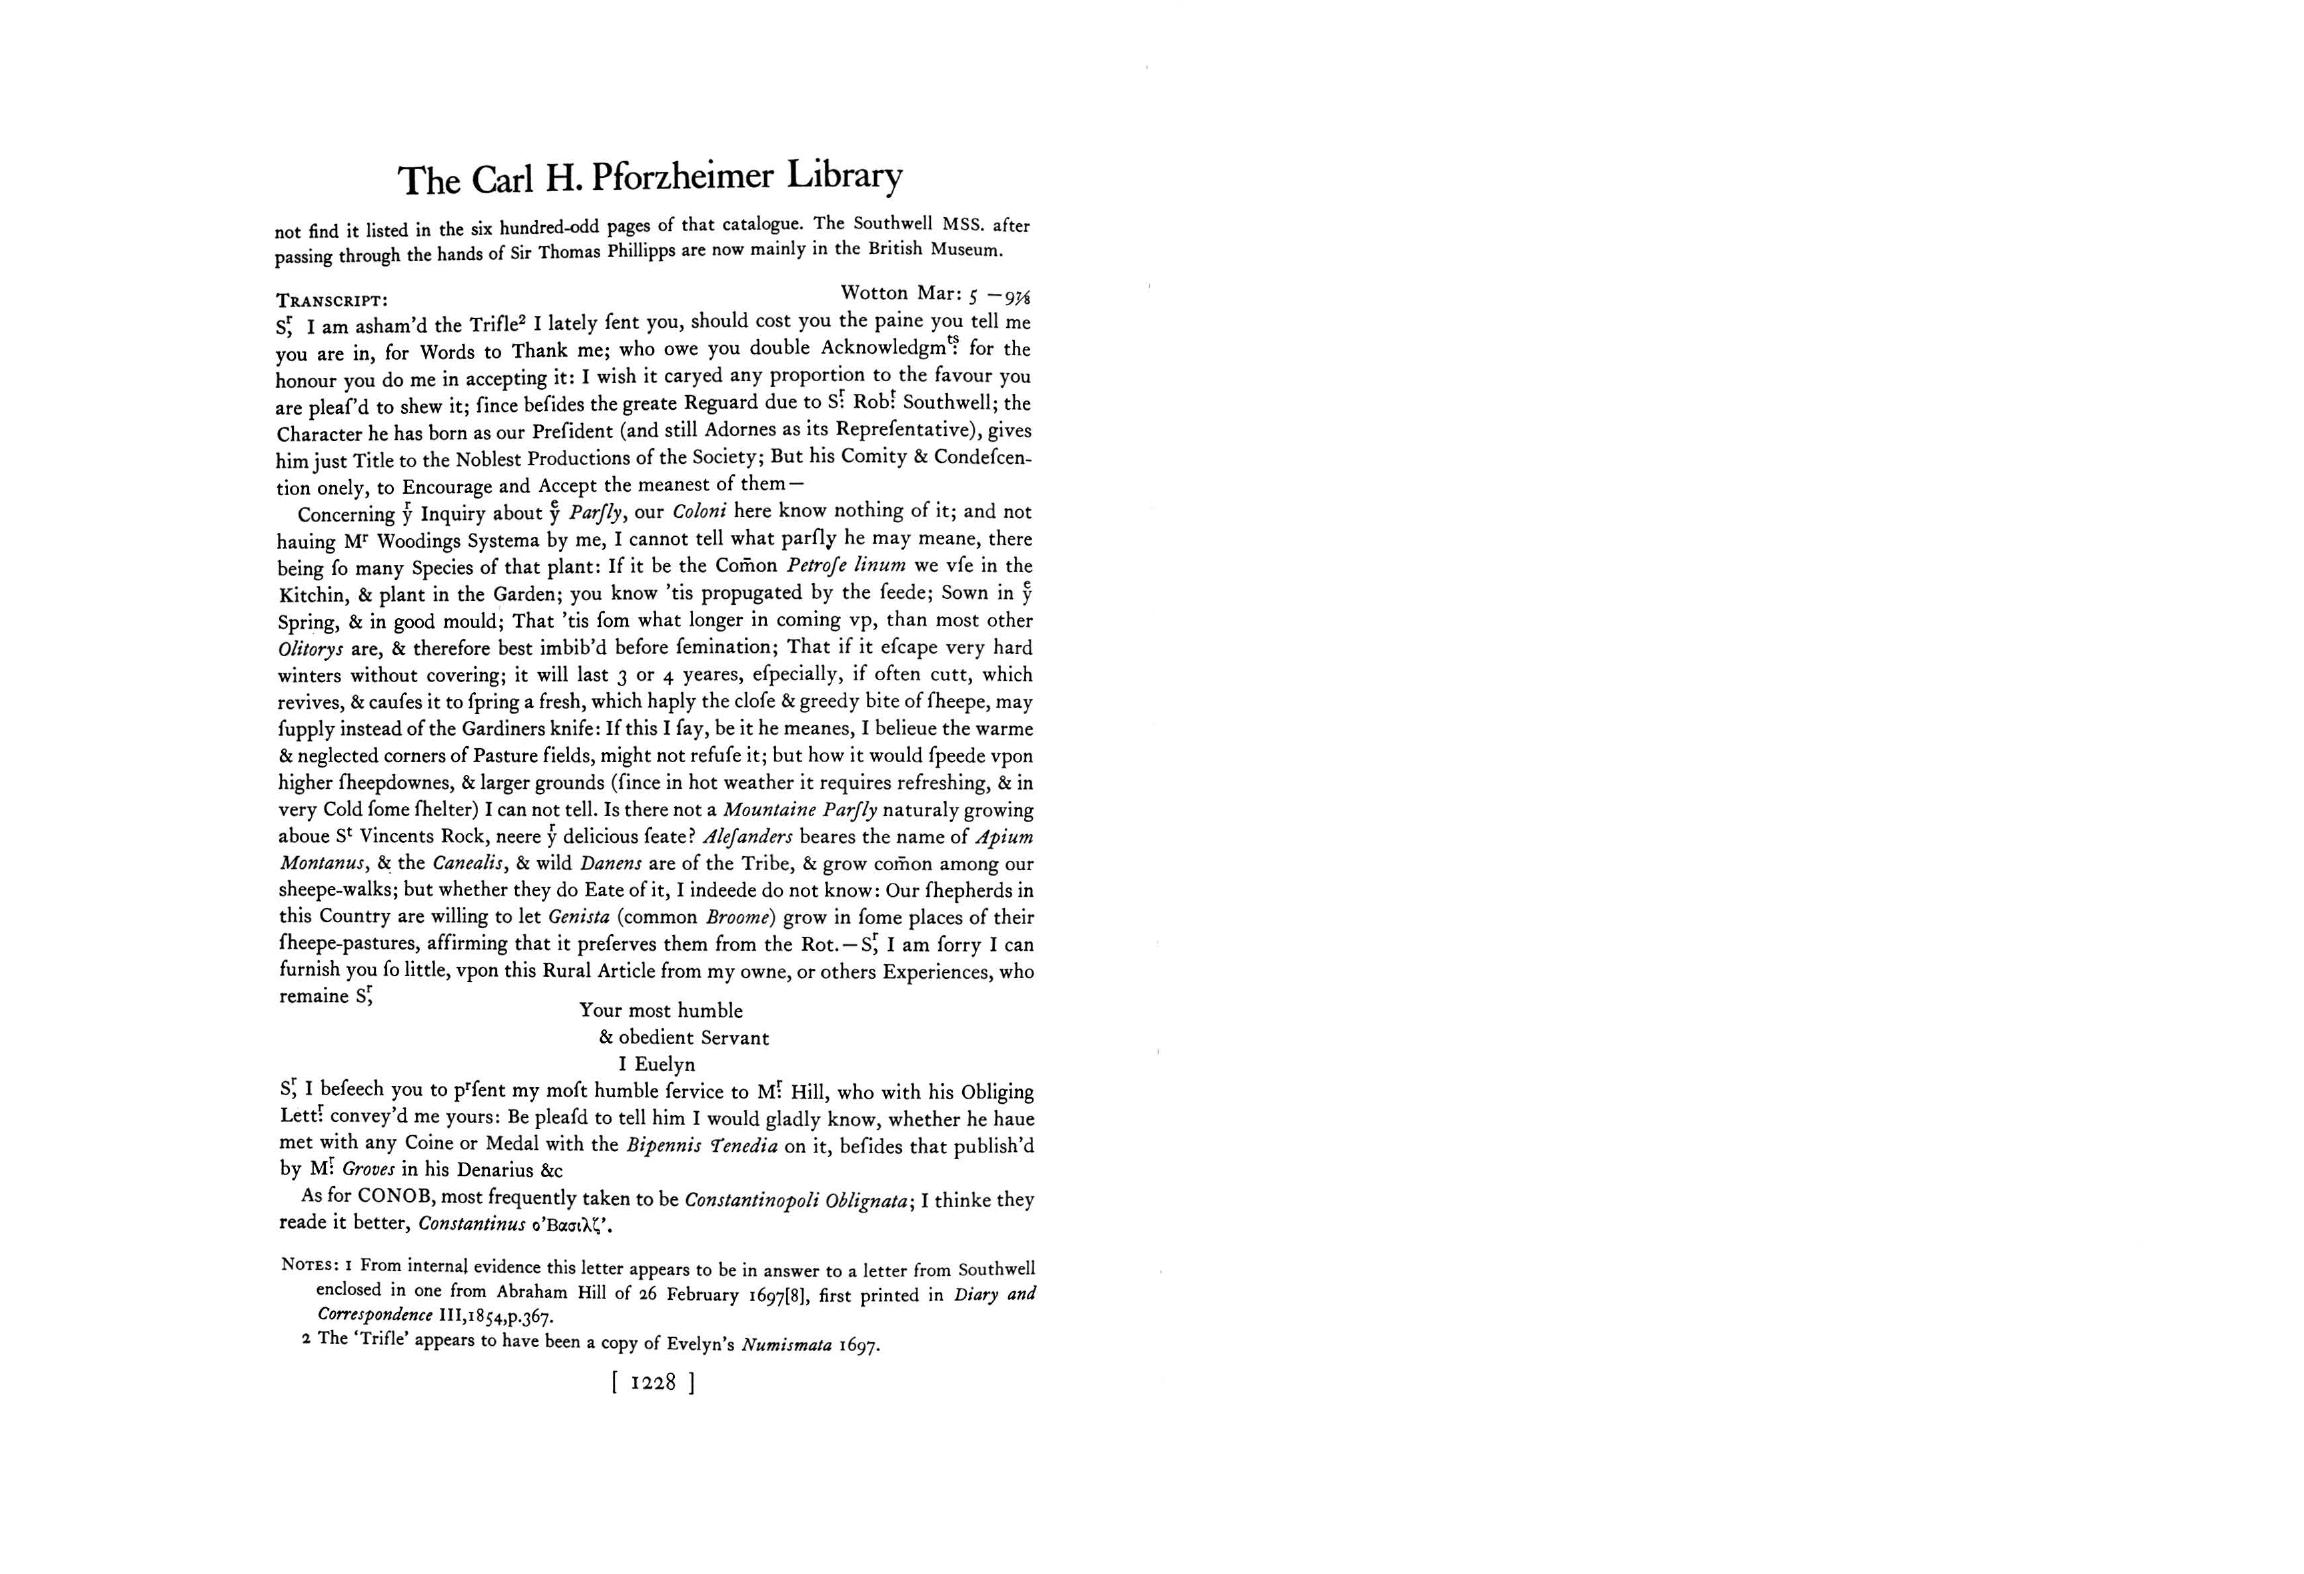 The Carl H. Pforzheimer Library
not find it listed in the six hundred-odd pages of that catalogue. The Southwell MSS. after
passing through the hands of Sir Thomas Phillipps are now mainly in the British Museum.
TRANSCRIPT: Wotton Mar: 5 —97/8
Sʳ, I am asham'd the Trifle² I lately ſent you, should cost you the paine you tell me
you are in, for Words to Thank me; who owe you double Acknowledgmᵗˢ: for the
honour you do me in accepting it: I wish it caryed any proportion to the favour you
are pleaſ'd to shew it; ſince beſides the greate Reguard due to Sʳ: Robᵗ: Southwell; the
Character he has born as our Preſident (and still Adornes as its Repreſentative), gives
him just Title to the Noblest Productions of the Society; But his Comity & Condeſcen-
tion onely, to Encourage and Accept the meanest of them—
Concerning yʳ Inquiry about yᵉ Parſly, our Coloni here know nothing of it; and not
hauing Mʳ Woodings Systema by me, I cannot tell what parſly he may meane, there
being ſo many Species of that plant: If it be the Com̄on Petroſe linum we vſe in the
Kitchin, & plant in the Garden; you know 'tis propugated by the ſeede; Sown in yᵉ
Spring, & in good mould; That 'tis ſom what longer in coming vp, than most other
Olitorys are, & therefore best imbib'd before ſemination; That if it eſcape very hard
winters without covering; it will last 3 or 4 yeares, eſpecially, if often cutt, which
revives, & cauſes it to ſpring a fresh, which haply the cloſe & greedy bite of ſheepe, may
ſupply instead of the Gardiners knife: If this I ſay, be it he meanes, I belieue the warme
& neglected corners of Pasture fields, might not refuſe it; but how it would ſpeede vpon
higher ſheepdownes, & larger grounds (ſince in hot weather it requires refreshing, & in
very Cold ſome ſhelter) I can not tell. Is there not a Mountaine Parſly naturaly growing
aboue Sᵗ Vincents Rock, neere yʳ delicious ſeate? Aleſanders beares the name of Apium
Montanus, & the Canealis, & wild Danens are of the Tribe, & grow com̄on among our
sheepe-walks; but whether they do Eate of it, I indeede do not know: Our ſhepherds in
this Country are willing to let Genista (common Broome) grow in ſome places of their
ſheepe-pastures, affirming that it preſerves them from the Rot.—Sʳ, I am ſorry I can
furnish you ſo little, vpon this Rural Article from my owne, or others Experiences, who
remaine Sʳ,
Your most humble
& obedient Servant
I Euelyn
Sʳ, I beſeech you to pʳſent my moſt humble ſervice to Mʳ: Hill, who with his Obliging
Lettʳ: convey'd me yours: Be pleaſd to tell him I would gladly know, whether he haue
met with any Coine or Medal with the Bipennis Tenedia on it, beſides that publish'd
by Mʳ: Groves in his Denarius &c
As for CONOB, most frequently taken to be Constantinopoli Oblignata; I thinke they
reade it better, Constantinus ο'Βασιλζ'.
NOTES: 1 From internal evidence this letter appears to be in answer to a letter from Southwell
enclosed in one from Abraham Hill of 26 February 1697[8], first printed in Diary and
Correspondence III,1854,p.367.
2 The 'Trifle' appears to have been a copy of Evelyn's Numismata 1697.
[ 1228 ]